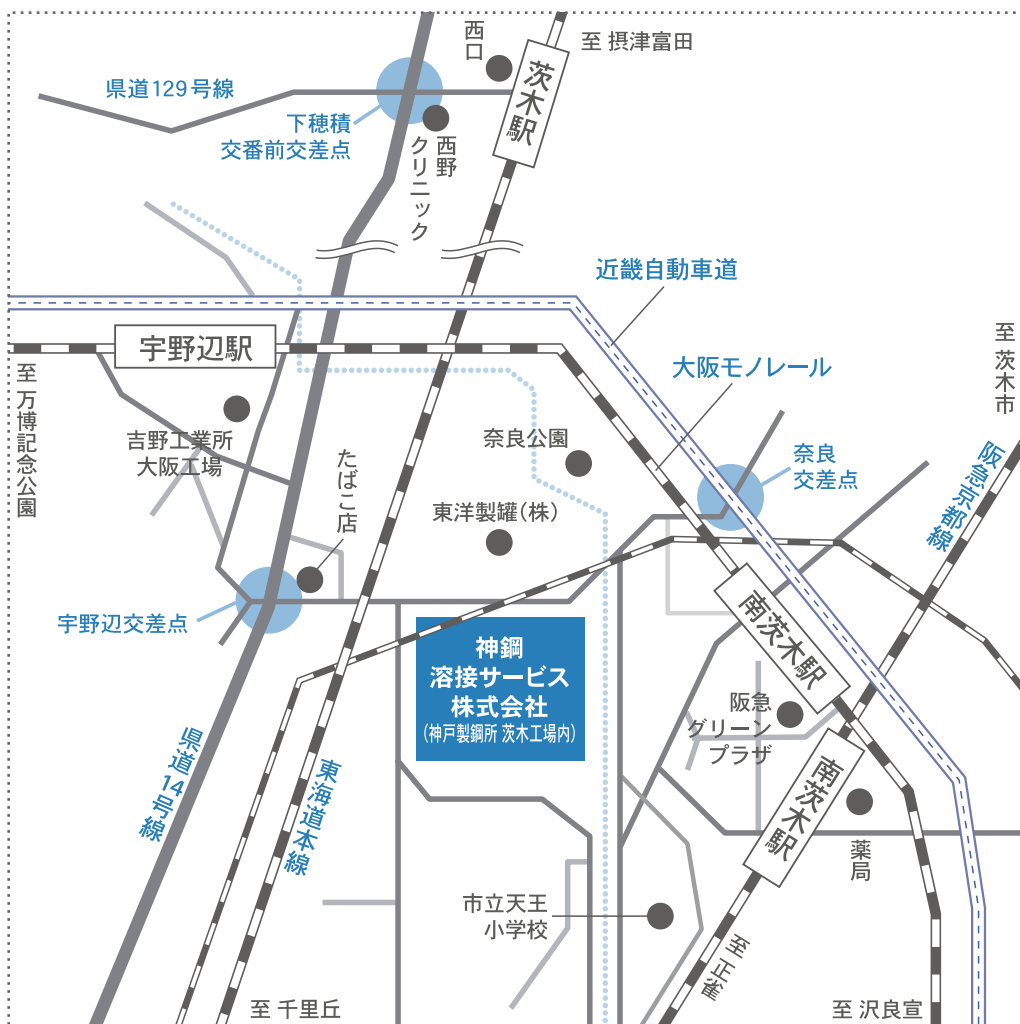 西口
至 摂津富田
茨木駅
県道129号線
下穂積
交番前交差点
西野
クリニック
近畿自動車道
宇野辺駅
至 茨木市
至 万博記念公園
大阪モノレール
吉野工業所
大阪工場
たばこ店
奈良公園
奈良
交差点
阪急京都線
東洋製罐(株)
宇野辺交差点
神鋼
溶接サービス
株式会社
(神戸製鋼所 茨木工場内)
南茨木駅
阪急
グリーン
プラザ
県道14号線
東海道本線
南茨木駅
薬局
市立天王
小学校
至 正雀
至 千里丘
至 沢良宜